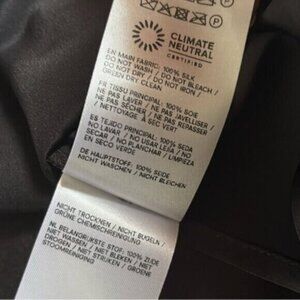 CLIMATE
NEUTRAL
CERTIFIED
EN MAIN FABRIC: 100% SILK
DO NOT WASH / DO NOT BLEACH /
DO NOT DRY / DO NOT IRON /
GREEN DRY CLEAN
FR TISSU PRINCIPAL: 100% SOIE
NE PAS LAVER / NE PAS JAVELLISER
/ NE PAS SÉCHER / NE PAS REPASSER
/ NETTOYAGE À SEC VERT
ES TEJIDO PRINCIPAL: 100% SEDA
NO LAVAR / NO USAR LEJÍA / NO
SECAR / NO PLANCHAR / LIMPIEZA
EN SECO VERDE
DE HAUPTSTOFF: 100% SEIDE
NICHT WASCHEN / NICHT BLEICHEN
NICHT TROCKNEN / NICHT BÜGELN /
GRÜNE CHEMISCHREINIGUNG
NL BELANGRIJKSTE STOF: 100% ZIJDE
NIET WASSEN / NIET BLEKEN / NIET
DROGEN / NIET STRIJKEN / GROENE
STOOMREINIGING